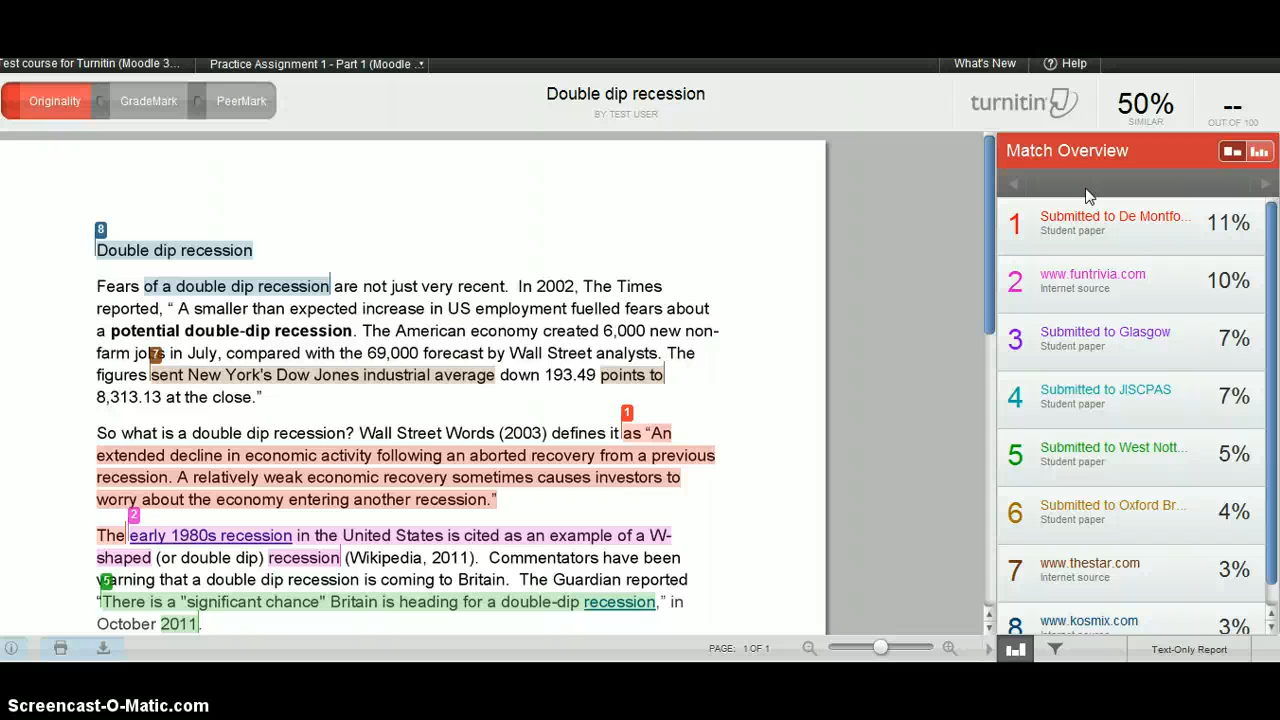 Test course for Turnitin (Moodle 3...
Practice Assignment 1 - Part 1 (Moodle ...
What's New
Help
Originality
GradeMark
PeerMark
Double dip recession
BY TEST USER
turnitin
50%
SIMILAR
--
OUT OF 100
8
Double dip recession
Fears of a double dip recession are not just very recent. In 2002, The Times
reported, “ A smaller than expected increase in US employment fuelled fears about
a potential double-dip recession. The American economy created 6,000 new non-
farm jobs in July, compared with the 69,000 forecast by Wall Street analysts. The
7
figures sent New York's Dow Jones industrial average down 193.49 points to
8,313.13 at the close.”
1
So what is a double dip recession? Wall Street Words (2003) defines it as “An
extended decline in economic activity following an aborted recovery from a previous
recession. A relatively weak economic recovery sometimes causes investors to
worry about the economy entering another recession.”
2
The early 1980s recession in the United States is cited as an example of a W-
shaped (or double dip) recession (Wikipedia, 2011). Commentators have been
warning that a double dip recession is coming to Britain. The Guardian reported
5
“There is a "significant chance" Britain is heading for a double-dip recession,” in
October 2011.
Match Overview
1 Submitted to De Montfo... 11%
Student paper
2 www.funtrivia.com 10%
Internet source
3 Submitted to Glasgow 7%
Student paper
4 Submitted to JISCPAS 7%
Student paper
5 Submitted to West Nott... 5%
Student paper
6 Submitted to Oxford Br... 4%
Student paper
7 www.thestar.com 3%
Internet source
8 www.kosmix.com 3%
Internet source
PAGE: 1 OF 1
Text-Only Report
Screencast-O-Matic.com